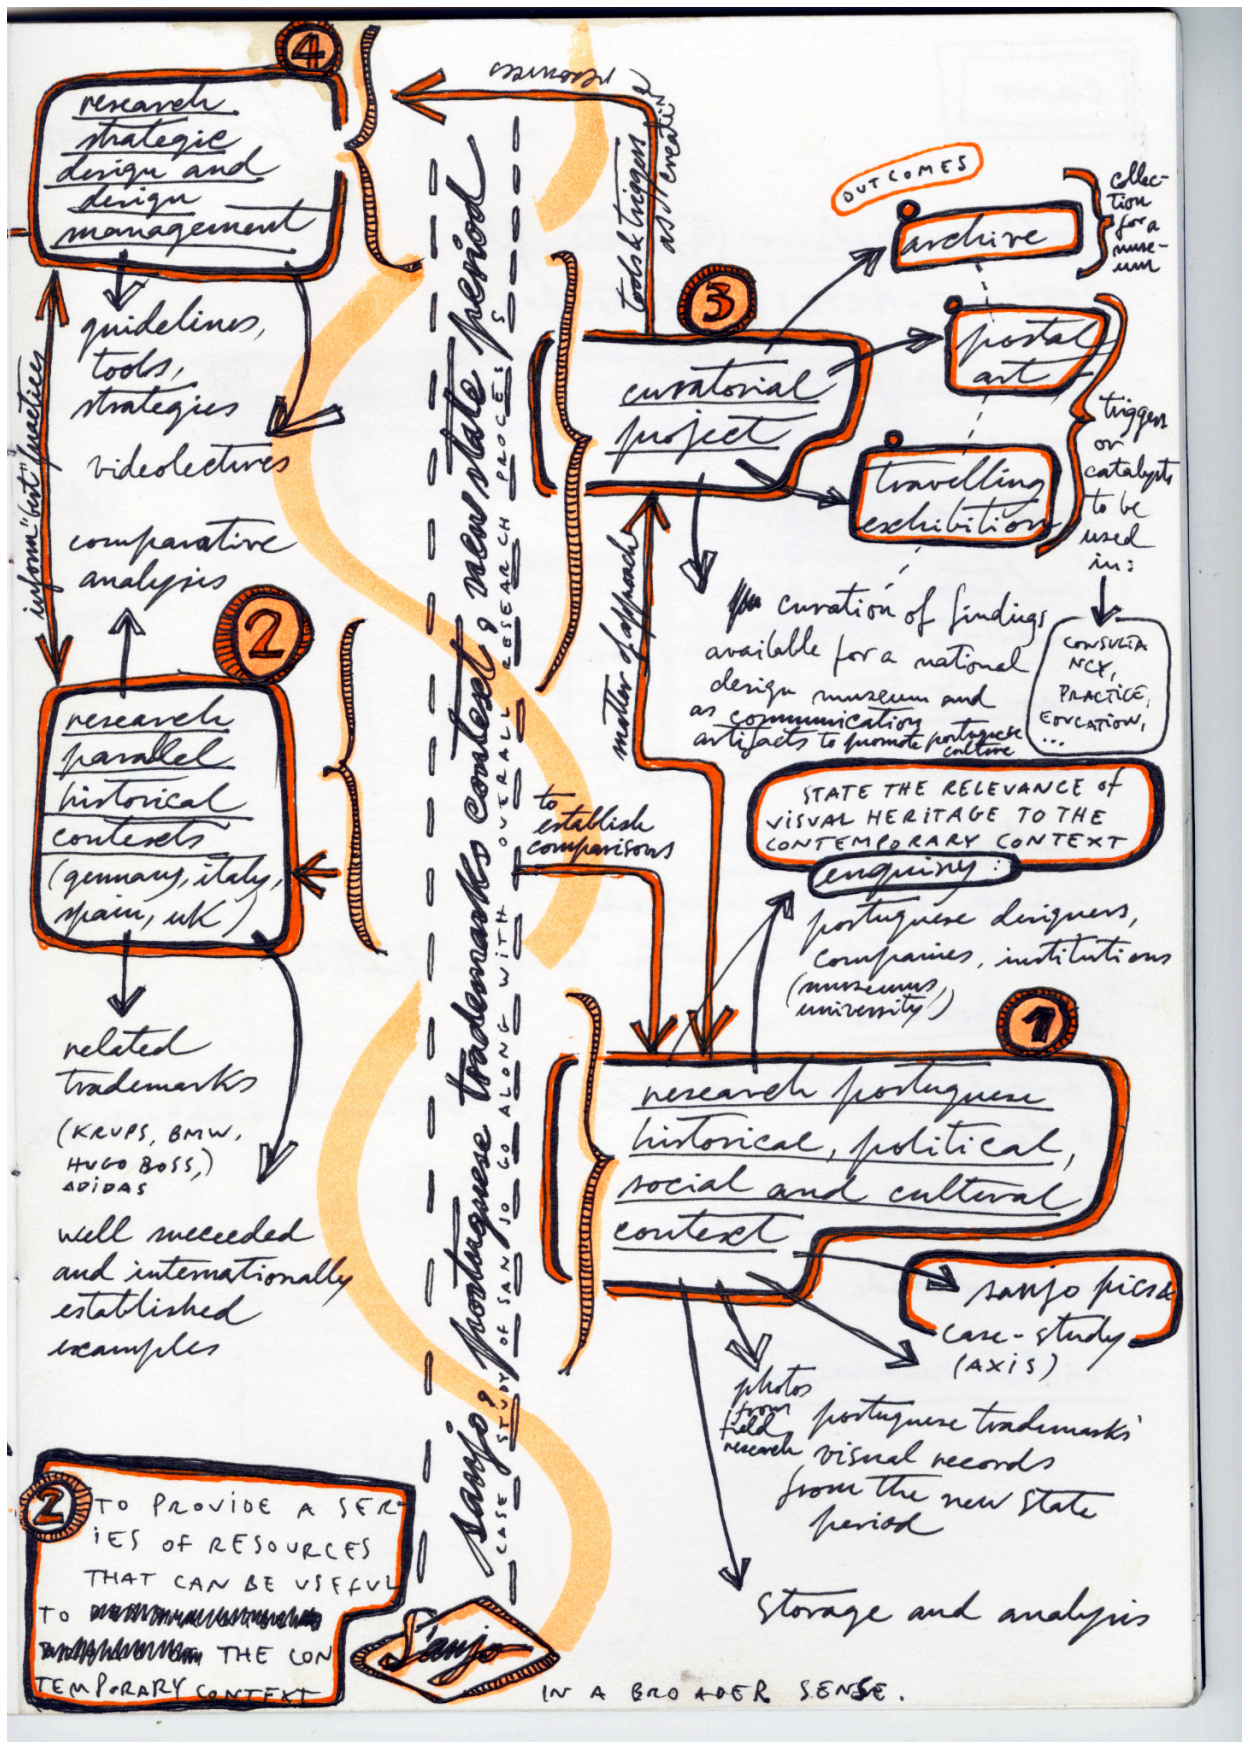 4
research
strategic
design and
design
management
guidelines,
tools,
strategies
videolectures
comparative
analysis
inform "best" practices
2
research
parallel
historical
contexts
(germany, italy,
spain, uk)
related
trademarks
(KRUPS, BMW,
HUGO BOSS,)
ADIDAS
well succeeded
and internationally
established
examples
2
TO PROVIDE A SER-
IES OF RESOURCES
THAT CAN BE USEFUL
TO
THE CON
TEMPORARY CONTEXT
IN A BROADER SENSE.
Sanjo
sanjo, portuguese trademarks context, new state period
CASE STUDY OF SANJO GO ALONG WITH OVERALL RESEARCH PROCESS
tools & triggers
as creative
resources
3
curatorial
project
OUTCOMES
archive
collec-
tion
for a
muse-
um
postal
art
travelling
exhibition
triggers
or
catalysts
to be
used
in:
CONSULTA
NCY,
PRACTICE,
EDUCATION,
...
curation of findings
available for a national
design museum and
as communication
artifacts to promote portuguese
culture
matter of approach
to
establish
comparisons
STATE THE RELEVANCE of
VISUAL HERITAGE TO THE
CONTEMPORARY CONTEXT
enquiry:
portuguese designers,
companies, institutions
(museums,
university)
1
research portuguese
historical, political,
social and cultural
context
sanjo pics &
case-study
(AXIS)
photos
from
field
research
portuguese trademarks'
visual records
from the new state
period
storage and analysis